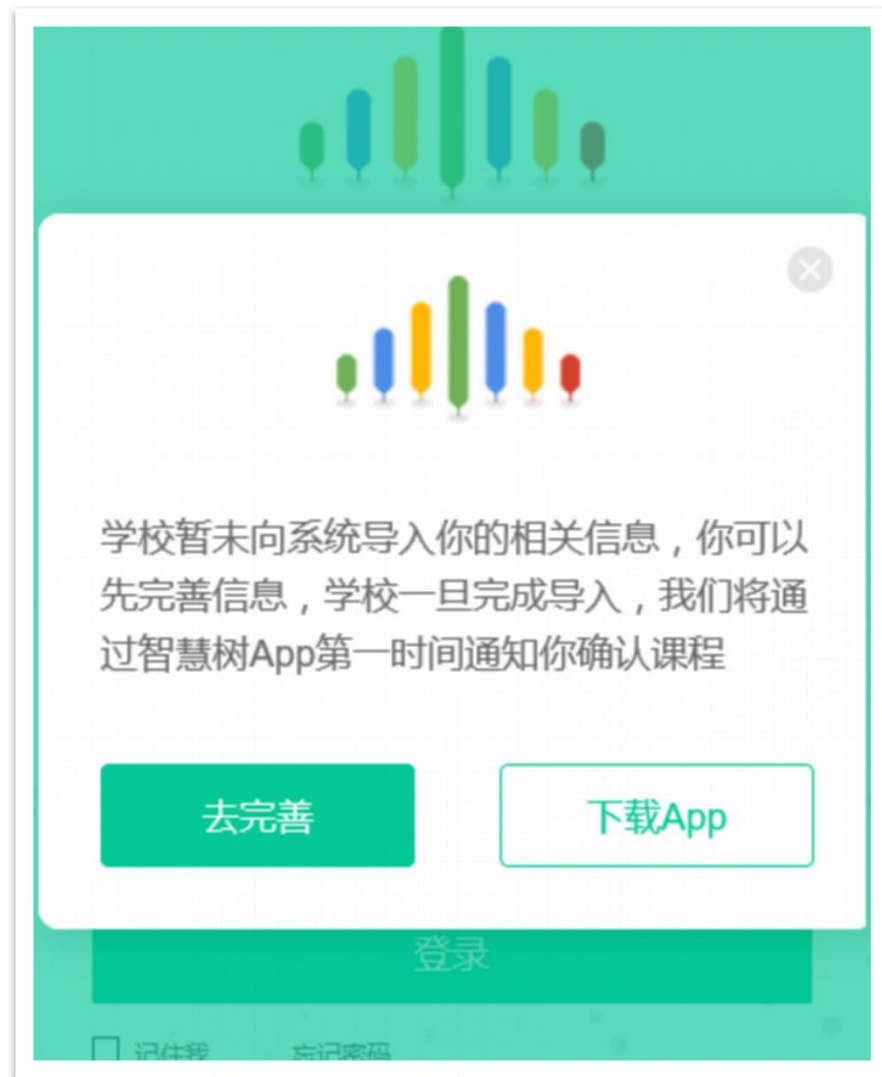 学校暂未向系统导入你的相关信息，你可以
先完善信息，学校一旦完成导入，我们将通
过智慧树App第一时间通知你确认课程
去完善
下载App
登录
记住我
忘记密码